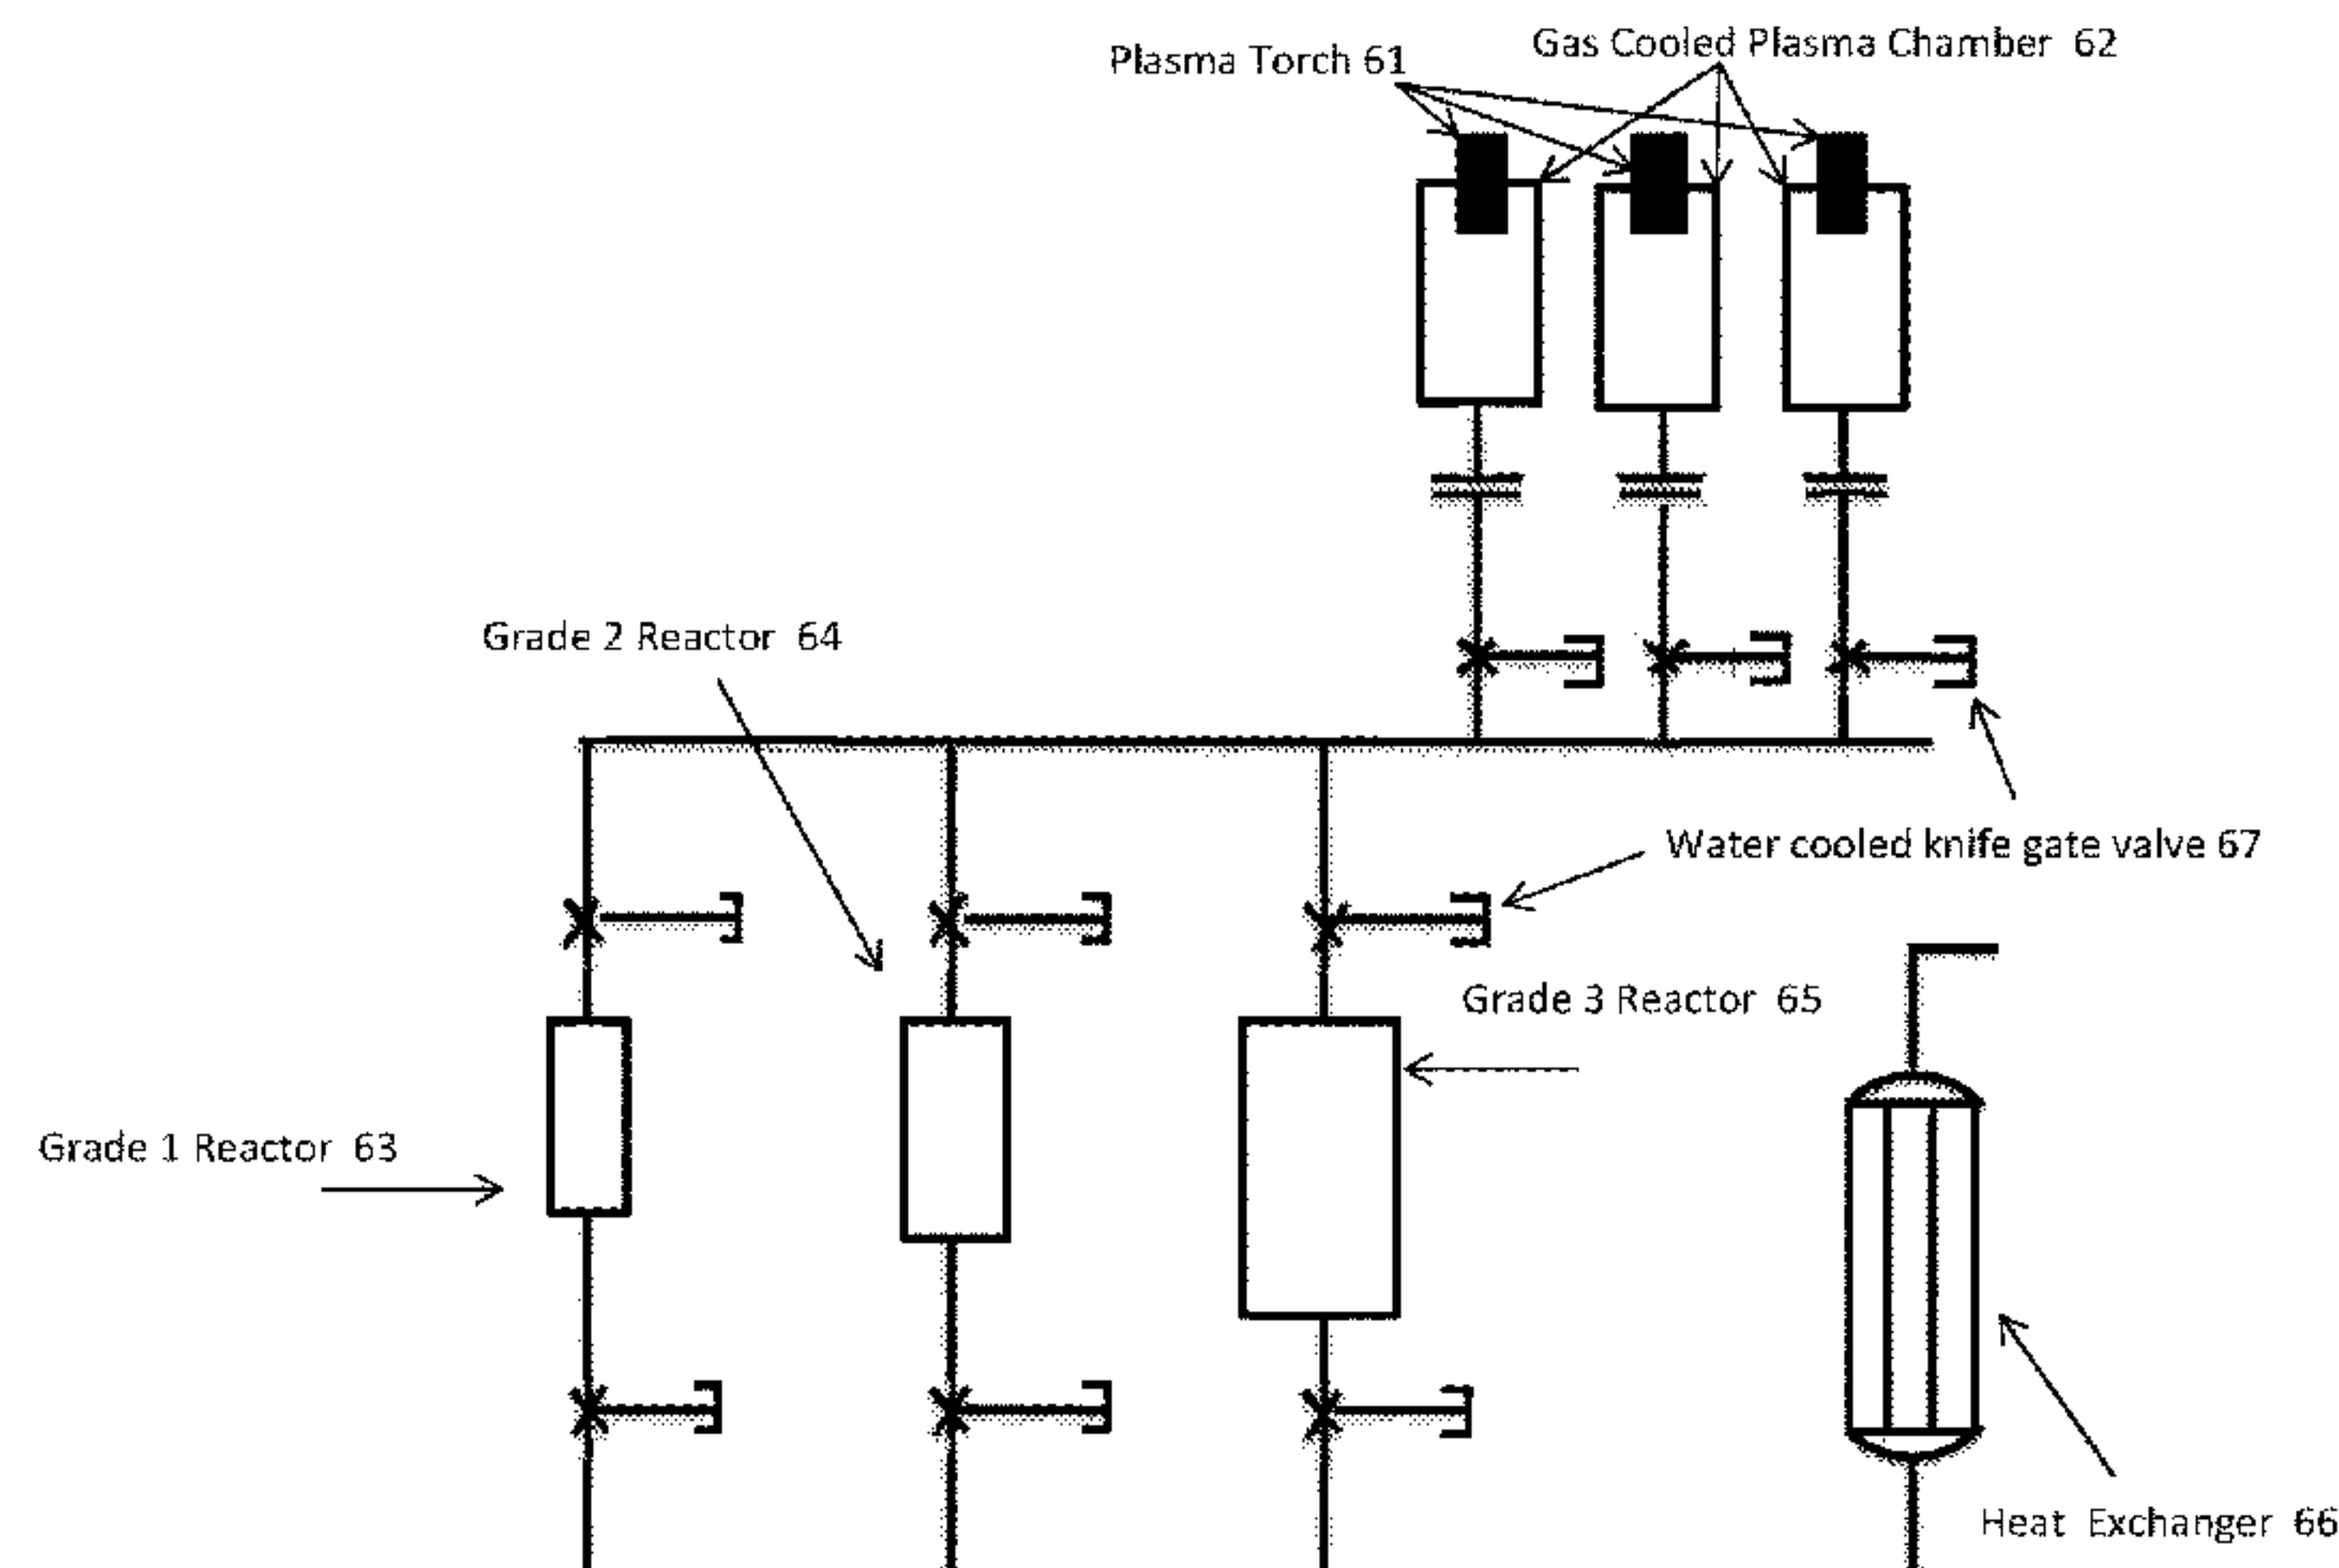 Gas Cooled Plasma Chamber 62
Plasma Torch 61
Grade 2 Reactor 64
Water cooled knife gate valve 67
Grade 3 Reactor 65
Grade 1 Reactor 63
Heat Exchanger 66